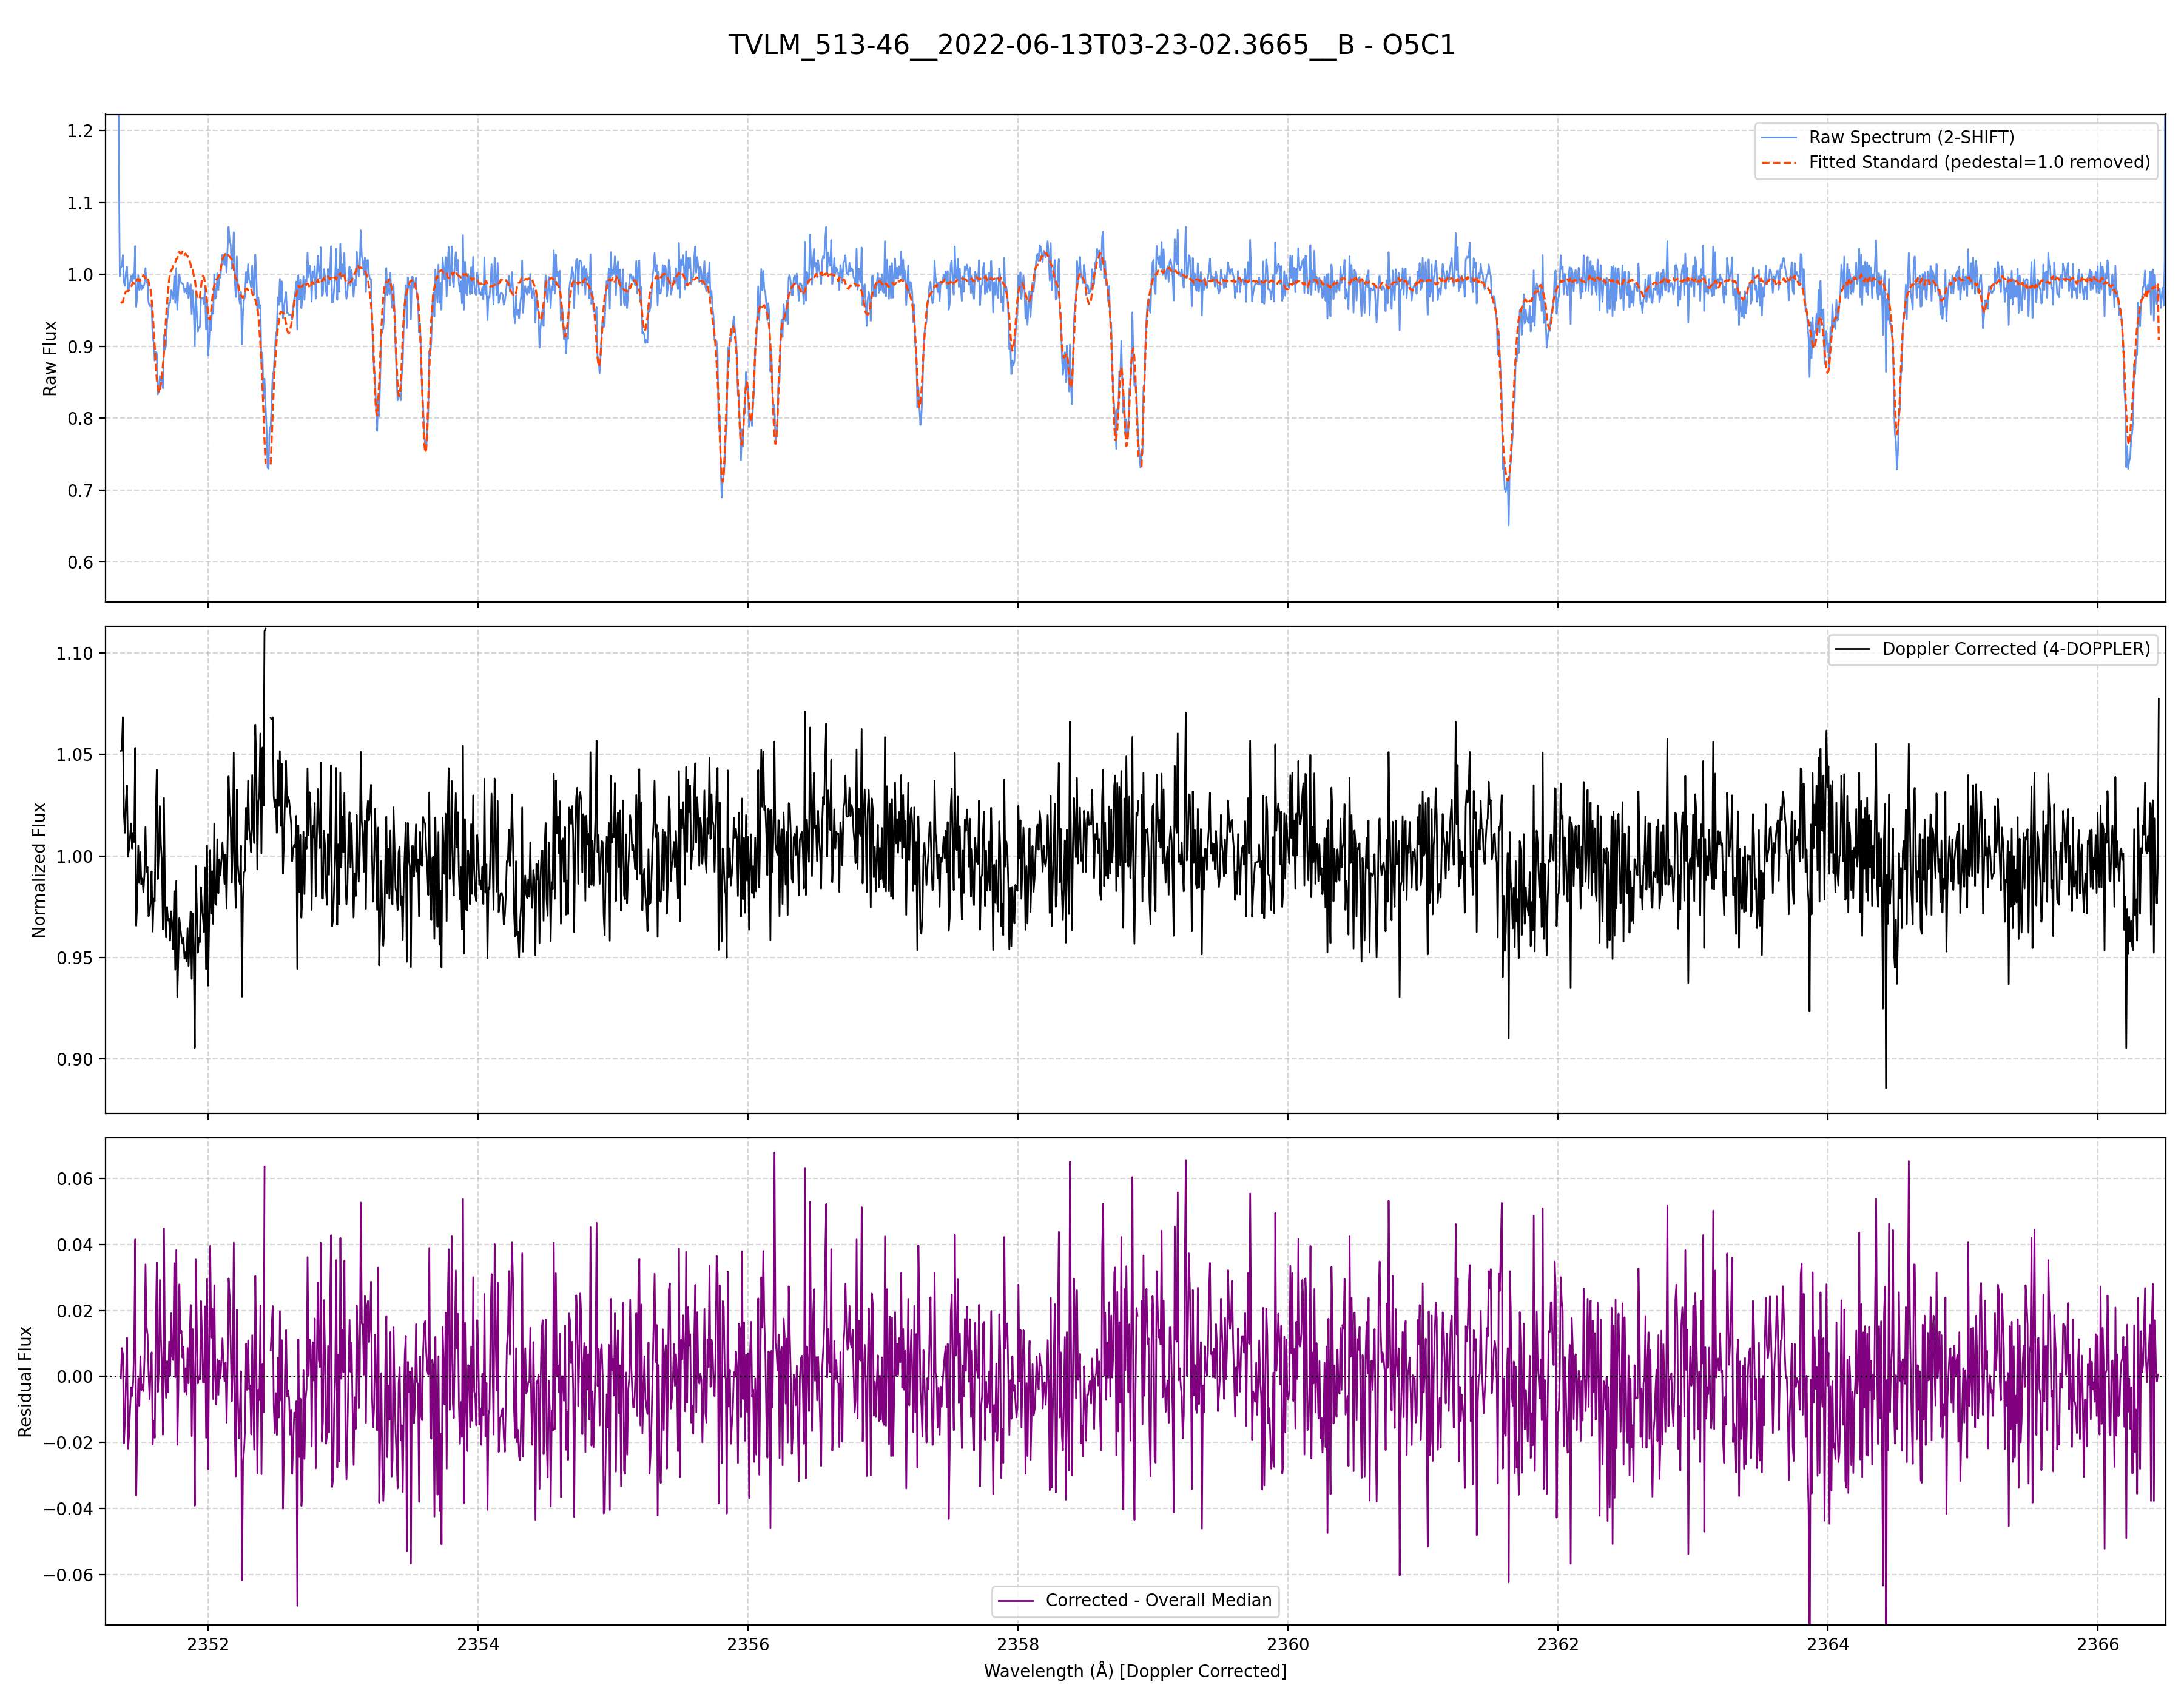 TVLM_513-46__2022-06-13T03-23-02.3665__B - O5C1
Raw Flux
1.2
1.1
1.0
0.9
0.8
0.7
0.6
Raw Spectrum (2-SHIFT)
Fitted Standard (pedestal=1.0 removed)
Normalized Flux
1.10
1.05
1.00
0.95
0.90
Doppler Corrected (4-DOPPLER)
Residual Flux
0.06
0.04
0.02
0.00
−0.02
−0.04
−0.06
Corrected - Overall Median
2352 2354 2356 2358 2360 2362 2364 2366
Wavelength (Å) [Doppler Corrected]